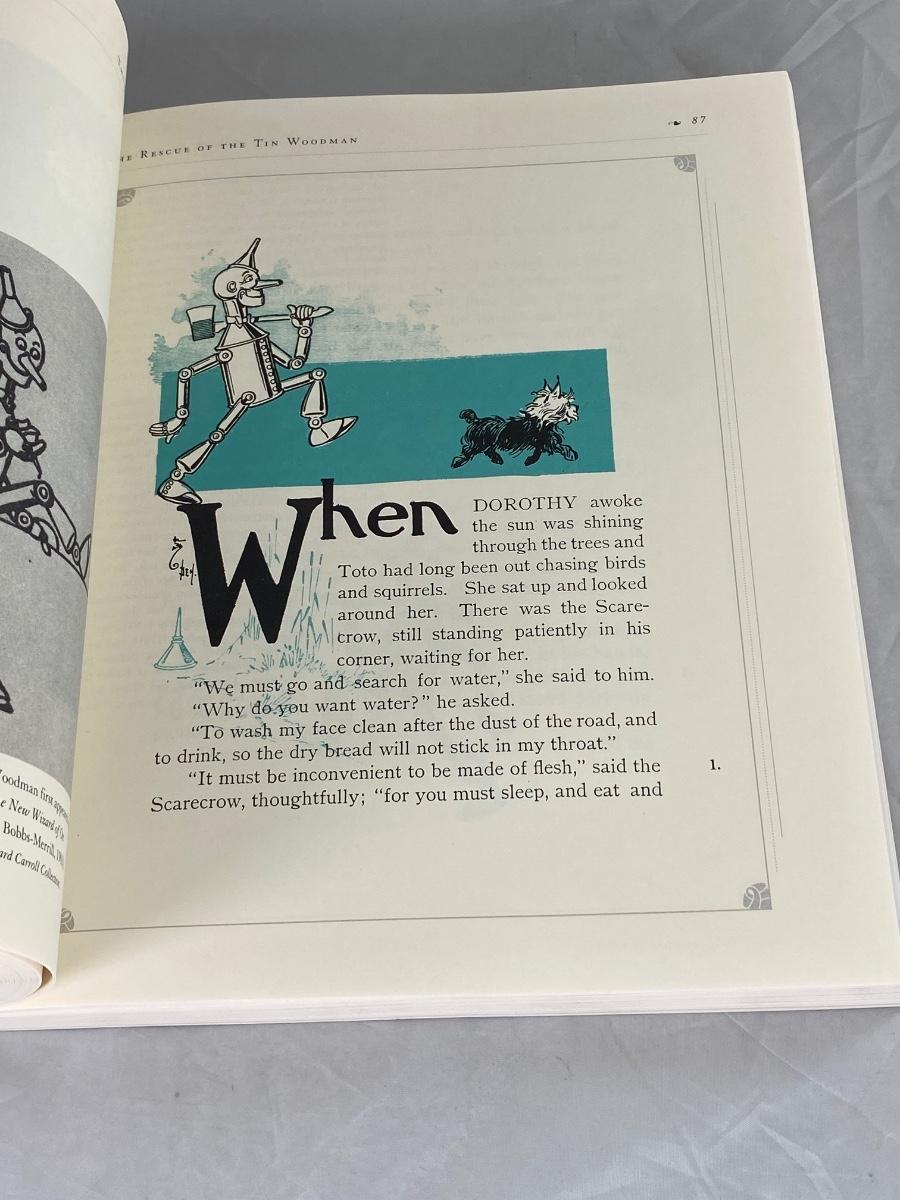 HE RESCUE OF THE TIN WOODMAN
87
When DOROTHY awoke
the sun was shining
through the trees and
Toto had long been out chasing birds
and squirrels. She sat up and looked
around her. There was the Scare-
crow, still standing patiently in his
corner, waiting for her.
“We must go and search for water,” she said to him.
“Why do you want water?” he asked.
“To wash my face clean after the dust of the road, and
to drink, so the dry bread will not stick in my throat.”
“It must be inconvenient to be made of flesh,” said the
1.
Scarecrow, thoughtfully; “for you must sleep, and eat and
oodman first appea
e New Wizard of Oz
Bobbs-Merrill, 19
ard Carroll Collection